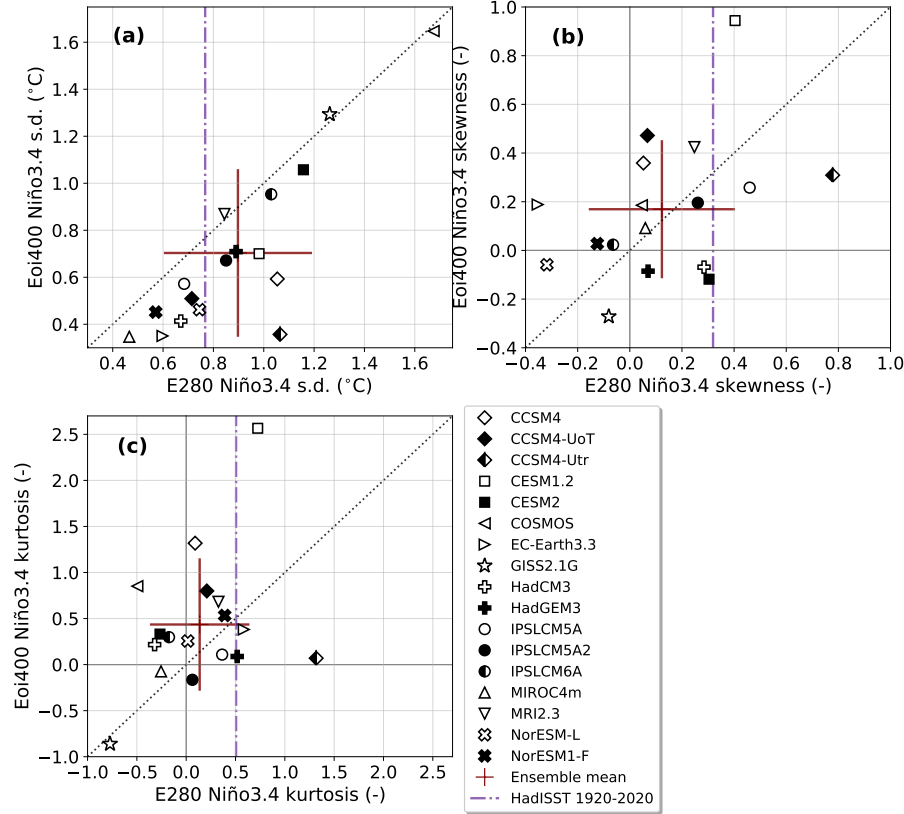 (a)
1.6
1.4
1.2
1.0
0.8
0.6
0.4
Eoi400 Niño3.4 s.d. (°C)
0.4 0.6 0.8 1.0 1.2 1.4 1.6
E280 Niño3.4 s.d. (°C)
(b)
1.0
0.8
0.6
0.4
0.2
0.0
−0.2
−0.4
Eoi400 Niño3.4 skewness (-)
−0.4 −0.2 0.0 0.2 0.4 0.6 0.8 1.0
E280 Niño3.4 skewness (-)
(c)
2.5
2.0
1.5
1.0
0.5
0.0
−0.5
−1.0
Eoi400 Niño3.4 kurtosis (-)
−1.0 −0.5 0.0 0.5 1.0 1.5 2.0 2.5
E280 Niño3.4 kurtosis (-)
CCSM4
CCSM4-UoT
CCSM4-Utr
CESM1.2
CESM2
COSMOS
EC-Earth3.3
GISS2.1G
HadCM3
HadGEM3
IPSLCM5A
IPSLCM5A2
IPSLCM6A
MIROC4m
MRI2.3
NorESM-L
NorESM1-F
Ensemble mean
HadISST 1920-2020